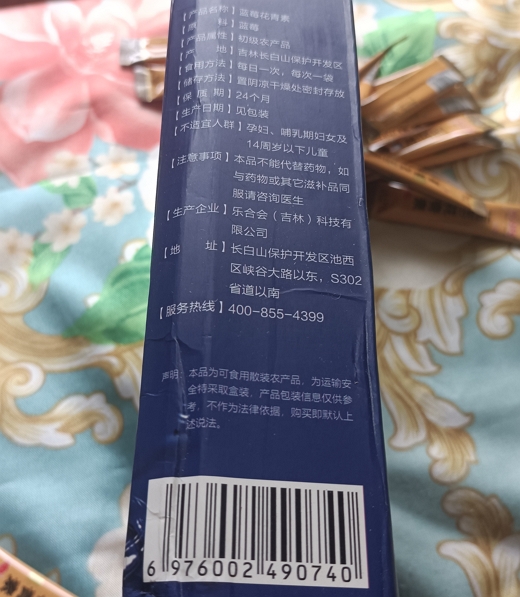 【产品名称】蓝莓花青素
【原 料】蓝莓
【产品属性】初级农产品
【产 地】吉林长白山保护开发区
【食用方法】每日一次，每次一袋
【储存方法】置阴凉干燥处密封存放
【保 质 期】24个月
【生产日期】见包装
【不适宜人群】孕妇、哺乳期妇女及
14周岁以下儿童
【注意事项】本品不能代替药物，如
与药物或其它滋补品同
服请咨询医生
【生产企业】乐合会（吉林）科技有
限公司
【地 址】长白山保护开发区池西
区峡谷大路以东，S302
省道以南
【服务热线】400-855-4399
声明：本品为可食用散装农产品，为运输安
全特采取盒装，产品包装信息仅供参
考，不作为法律依据，购买即默认上
述说法。
6 976002 490740